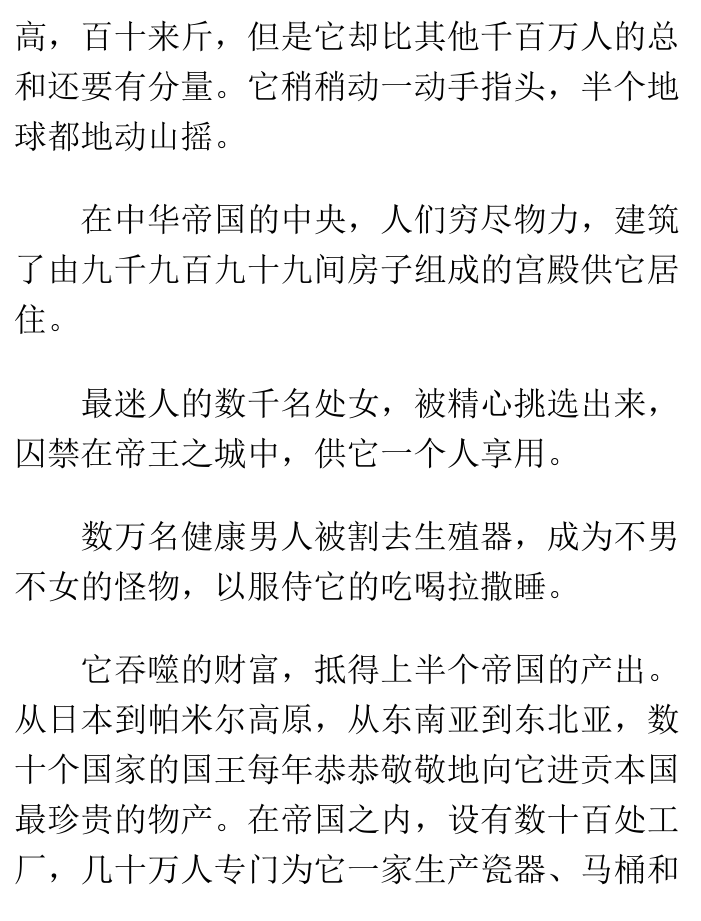 高，百十来斤，但是它却比其他千百万人的总
和还要有分量。它稍稍动一动手指头，半个地
球都地动山摇。
在中华帝国的中央，人们穷尽物力，建筑
了由九千九百九十九间房子组成的宫殿供它居
住。
最迷人的数千名处女，被精心挑选出来，
囚禁在帝王之城中，供它一个人享用。
数万名健康男人被割去生殖器，成为不男
不女的怪物，以服侍它的吃喝拉撒睡。
它吞噬的财富，抵得上半个帝国的产出。
从日本到帕米尔高原，从东南亚到东北亚，数
十个国家的国王每年恭恭敬敬地向它进贡本国
最珍贵的物产。在帝国之内，设有数十百处工
厂，几十万人专门为它一家生产瓷器、马桶和